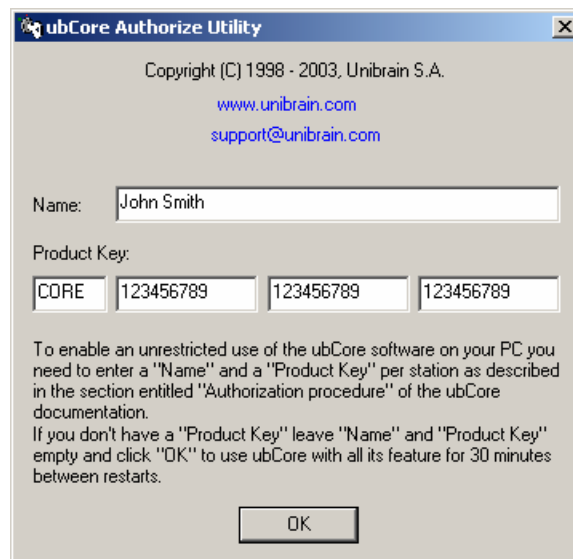 ubCore Authorize Utility
Copyright (C) 1998 - 2003, Unibrain S.A.
www.unibrain.com
support@unibrain.com
Name: John Smith
Product Key:
CORE 123456789 123456789 123456789
To enable an unrestricted use of the ubCore software on your PC you
need to enter a "Name" and a "Product Key" per station as described
in the section entitled "Authorization procedure" of the ubCore
documentation.
If you don't have a "Product Key" leave "Name" and "Product Key"
empty and click "OK" to use ubCore with all its feature for 30 minutes
between restarts.
OK